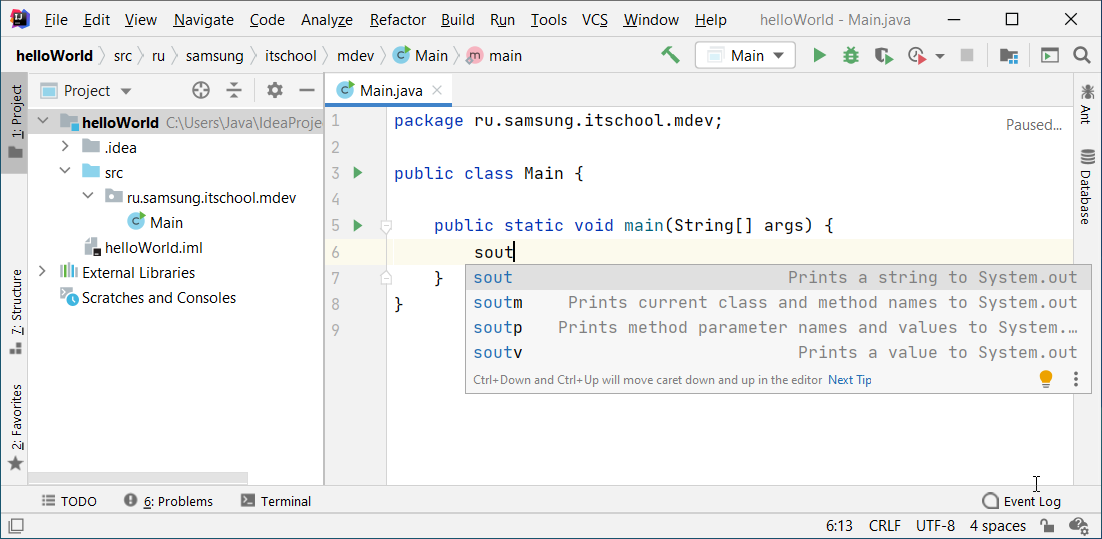 File Edit View Navigate Code Analyze Refactor Build Run Tools VCS Window Help helloWorld - Main.java
helloWorld src ru samsung itschool mdev Main main Main
1: Project
Project
helloWorld C:\Users\Java\IdeaProje
.idea
src
ru.samsung.itschool.mdev
Main
helloWorld.iml
External Libraries
Scratches and Consoles
7: Structure
2: Favorites
Main.java
1 package ru.samsung.itschool.mdev;
Paused...
2
3 public class Main {
4
5 public static void main(String[] args) {
6 sout
7 }
8 }
9
sout Prints a string to System.out
soutm Prints current class and method names to System.out
soutp Prints method parameter names and values to System.…
soutv Prints a value to System.out
Ctrl+Down and Ctrl+Up will move caret down and up in the editor Next Tip
Ant
Database
TODO 6: Problems Terminal Event Log
6:13 CRLF UTF-8 4 spaces